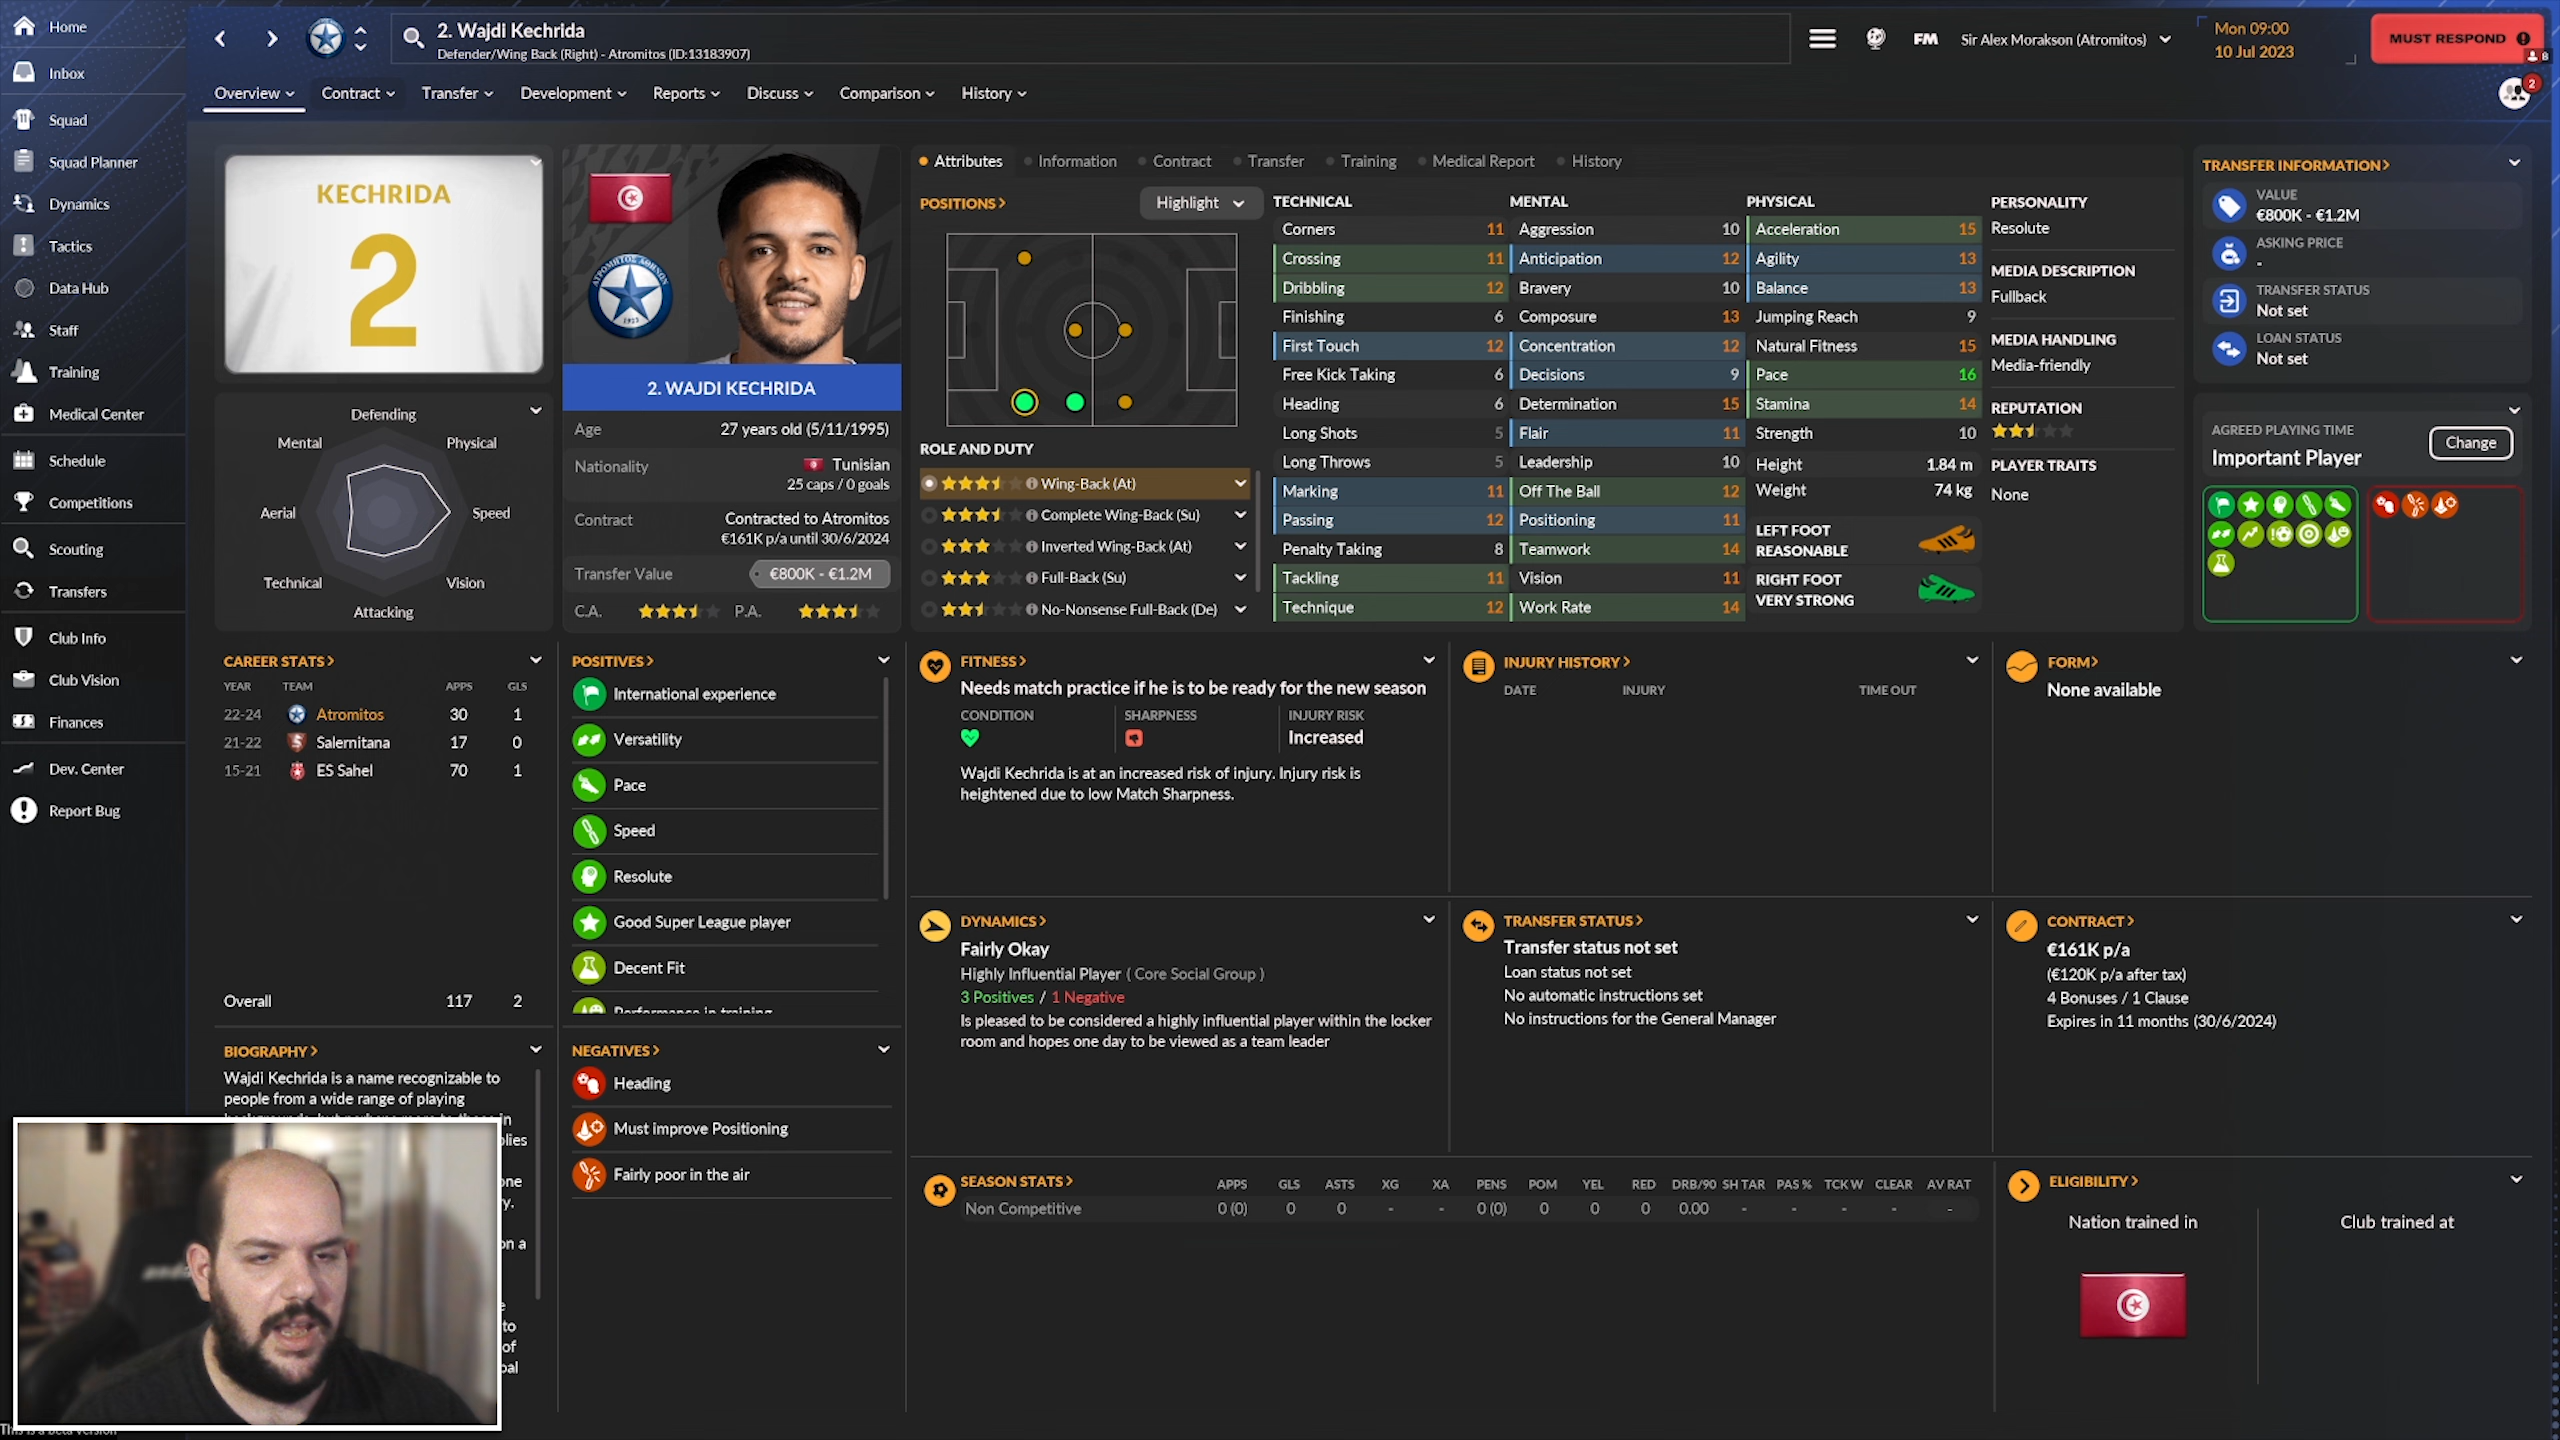 Home
Inbox
Squad
Squad Planner
Dynamics
Tactics
Data Hub
Staff
Training
Medical Center
Schedule
Competitions
Scouting
Transfers
Club Info
Club Vision
Finances
Dev. Center
Report Bug
2. Wajdi Kechrida
Defender/Wing Back (Right) - Atromitos (ID:13183907)
FM
Sir Alex Morakson (Atromitos)
Mon 09:00
10 Jul 2023
MUST RESPOND
8
2
Overview
Contract
Transfer
Development
Reports
Discuss
Comparison
History
KECHRIDA
2
Defending
Physical
Speed
Vision
Attacking
Technical
Aerial
Mental
2. WAJDI KECHRIDA
Age 27 years old (5/11/1995)
Nationality Tunisian
25 caps / 0 goals
Contract Contracted to Atromitos
€161K p/a until 30/6/2024
Transfer Value €800K - €1.2M
C.A. P.A.
Attributes Information Contract Transfer Training Medical Report History
POSITIONS>
Highlight
ROLE AND DUTY
Wing-Back (At)
Complete Wing-Back (Su)
Inverted Wing-Back (At)
Full-Back (Su)
No-Nonsense Full-Back (De)
TECHNICAL
Corners 11
Crossing 11
Dribbling 12
Finishing 6
First Touch 12
Free Kick Taking 6
Heading 6
Long Shots 5
Long Throws 5
Marking 11
Passing 12
Penalty Taking 8
Tackling 11
Technique 12
MENTAL
Aggression 10
Anticipation 12
Bravery 10
Composure 13
Concentration 12
Decisions 9
Determination 15
Flair 11
Leadership 10
Off The Ball 12
Positioning 11
Teamwork 14
Vision 11
Work Rate 14
PHYSICAL
Acceleration 15
Agility 13
Balance 13
Jumping Reach 9
Natural Fitness 15
Pace 16
Stamina 14
Strength 10
Height 1.84 m
Weight 74 kg
LEFT FOOT
REASONABLE
RIGHT FOOT
VERY STRONG
PERSONALITY
Resolute
MEDIA DESCRIPTION
Fullback
MEDIA HANDLING
Media-friendly
REPUTATION
PLAYER TRAITS
None
TRANSFER INFORMATION>
VALUE
€800K - €1.2M
ASKING PRICE
-
TRANSFER STATUS
Not set
LOAN STATUS
Not set
AGREED PLAYING TIME
Important Player
Change
CAREER STATS>
YEAR TEAM APPS GLS
22-24 Atromitos 30 1
21-22 Salernitana 17 0
15-21 ES Sahel 70 1
Overall 117 2
BIOGRAPHY>
Wajdi Kechrida is a name recognizable to
people from a wide range of playing
POSITIVES>
International experience
Versatility
Pace
Speed
Resolute
Good Super League player
Decent Fit
Performance in training
NEGATIVES>
Heading
Must improve Positioning
Fairly poor in the air
FITNESS>
Needs match practice if he is to be ready for the new season
CONDITION SHARPNESS INJURY RISK
Increased
Wajdi Kechrida is at an increased risk of injury. Injury risk is
heightened due to low Match Sharpness.
INJURY HISTORY>
DATE INJURY TIME OUT
FORM>
None available
DYNAMICS>
Fairly Okay
Highly Influential Player ( Core Social Group )
3 Positives / 1 Negative
Is pleased to be considered a highly influential player within the locker
room and hopes one day to be viewed as a team leader
TRANSFER STATUS>
Transfer status not set
Loan status not set
No automatic instructions set
No instructions for the General Manager
CONTRACT>
€161K p/a
(€120K p/a after tax)
4 Bonuses / 1 Clause
Expires in 11 months (30/6/2024)
SEASON STATS>
APPS GLS ASTS XG XA PENS POM YEL RED DRB/90 SH TAR PAS % TCK W CLEAR AV RAT
Non Competitive 0 (0) 0 0 - - 0 (0) 0 0 0 0.00 - - - - -
ELIGIBILITY>
Nation trained in
Club trained at